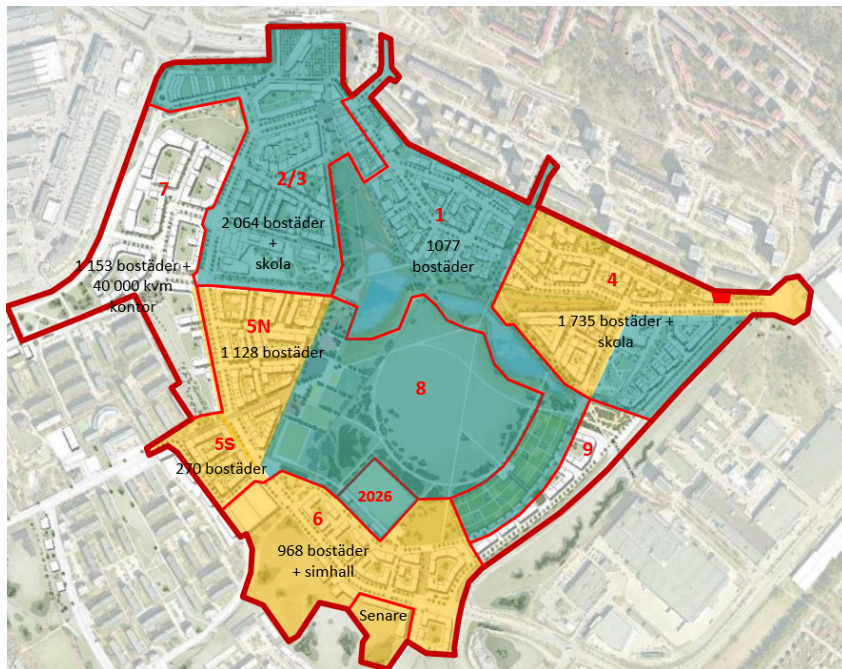 2/3
2 064 bostäder
+
skola
7
1 153 bostäder +
40 000 kvm
kontor
1
1077
bostäder
4
1 735 bostäder +
skola
5N
1 128 bostäder
8
5S
270 bostäder
9
2026
6
968 bostäder
+ simhall
Senare